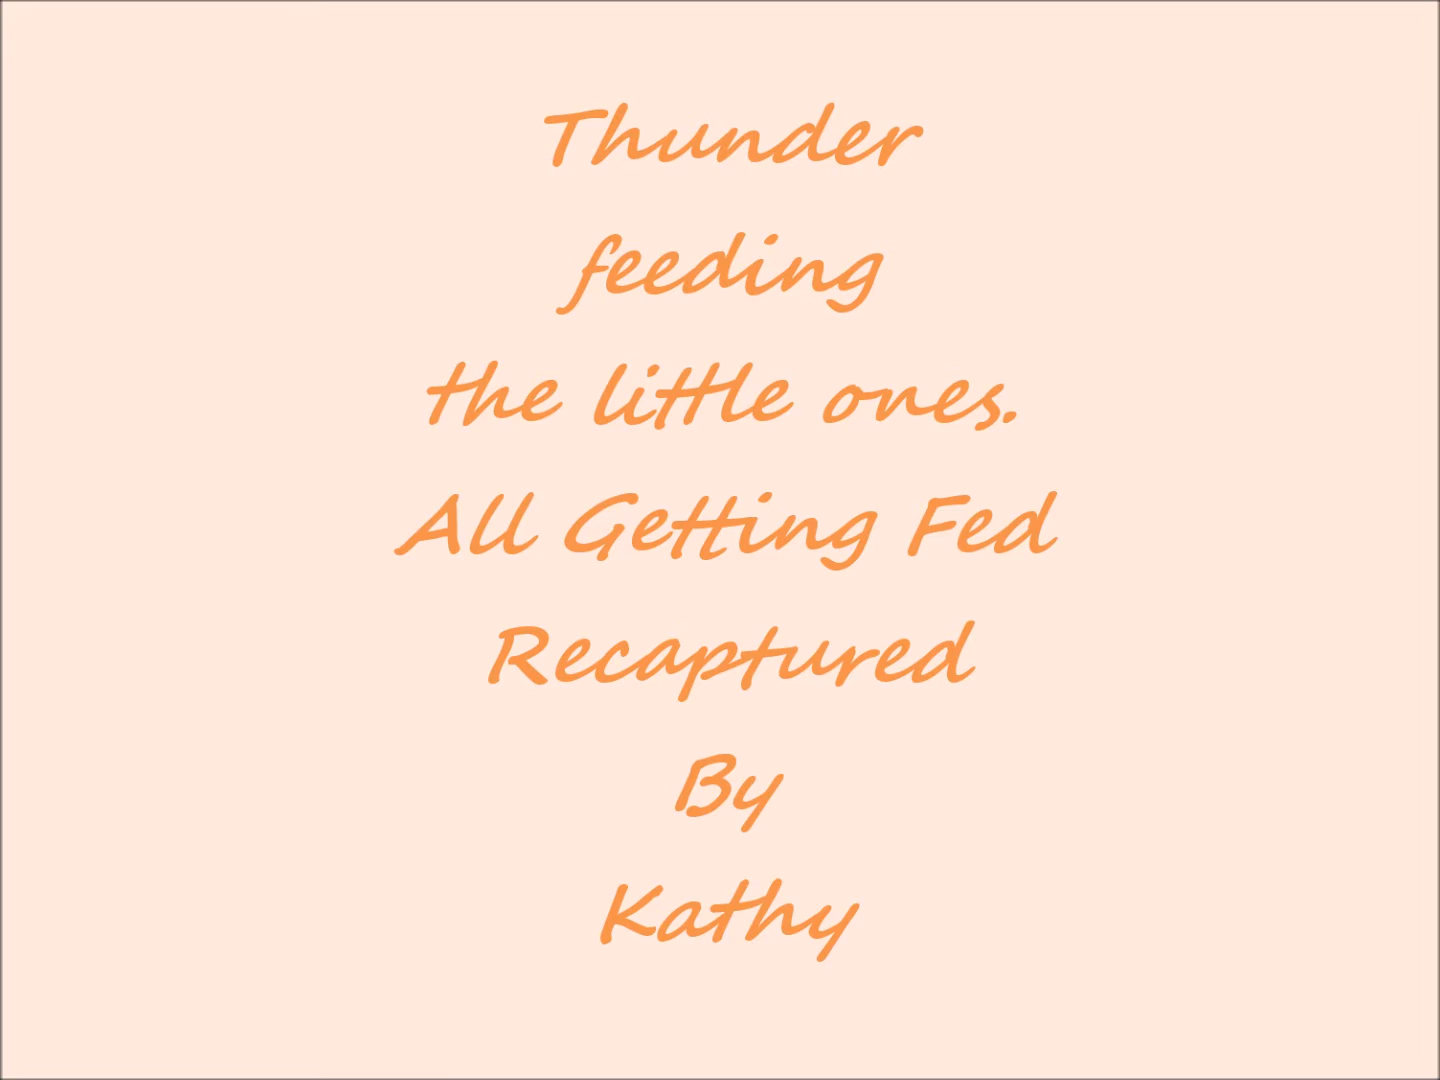 Thunder
feeding
the little ones.
All Getting Fed
Recaptured
By
Kathy